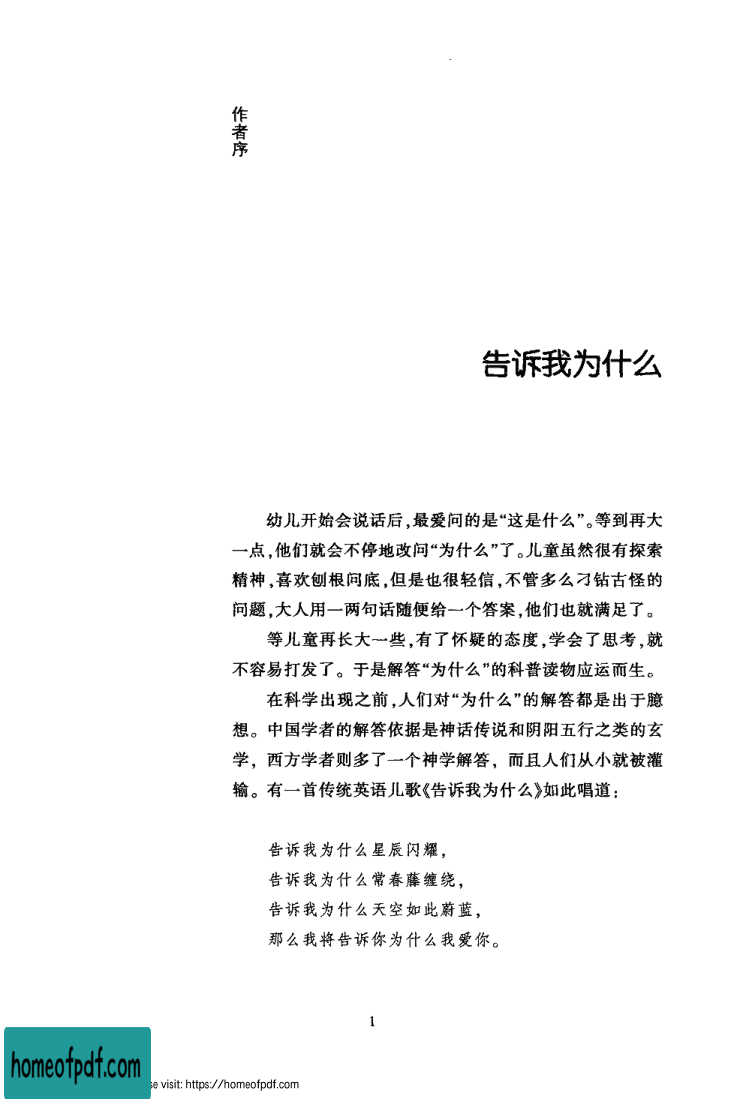 作者序
告诉我为什么
幼儿开始会说话后,最爱问的是“这是什么”。等到再大
一点,他们就会不停地改问“为什么”了。儿童虽然很有探索
精神,喜欢刨根问底,但是也很轻信,不管多么刁钻古怪的
问题,大人用一两句话随便给一个答案,他们也就满足了。
等儿童再长大一些,有了怀疑的态度,学会了思考,就
不容易打发了。于是解答“为什么”的科普读物应运而生。
在科学出现之前,人们对“为什么”的解答都是出于臆
想。中国学者的解答依据是神话传说和阴阳五行之类的玄
学，西方学者则多了一个神学解答，而且人们从小就被灌
输。有一首传统英语儿歌《告诉我为什么》如此唱道：
告诉我为什么星辰闪耀，
告诉我为什么常春藤缠绕，
告诉我为什么天空如此蔚蓝，
那么我将告诉你为什么我爱你。
1
homeofpdf.com
se visit: https://homeofpdf.com